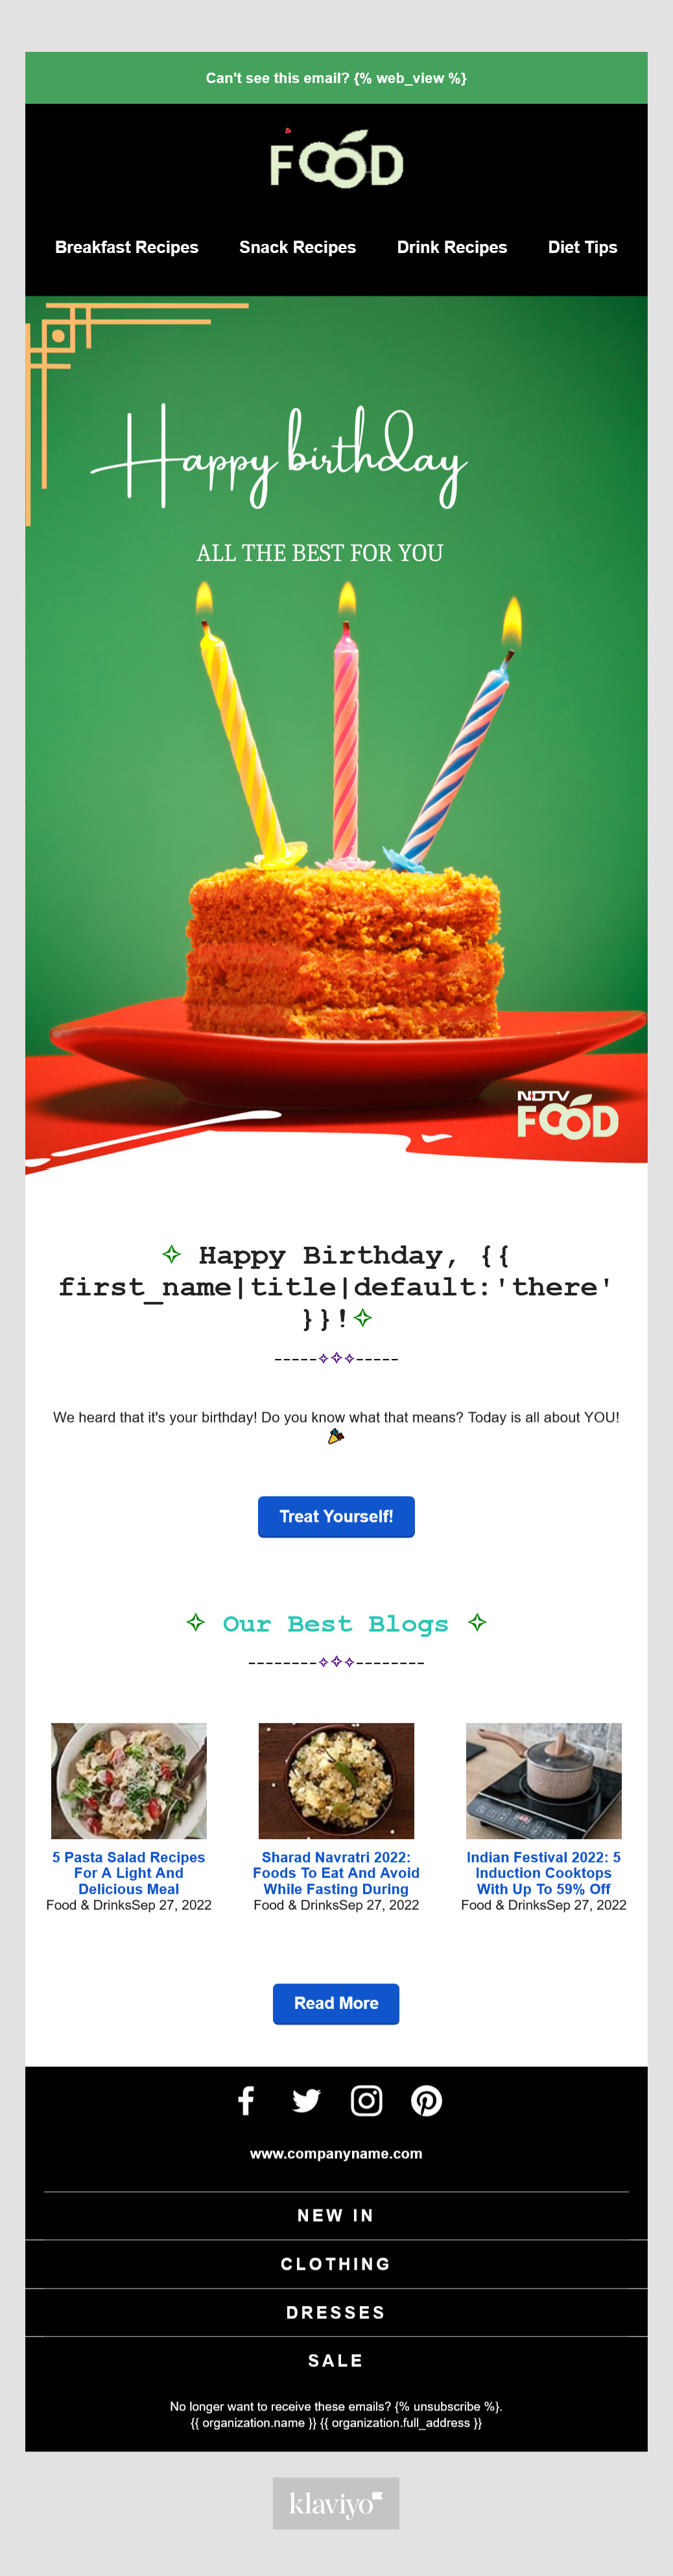 Can't see this email? {% web_view %}
FOOD
Breakfast Recipes Snack Recipes Drink Recipes Diet Tips
Happy birthday
ALL THE BEST FOR YOU
NDTV
FOOD
✧ Happy Birthday, {{
first_name|title|default:'there'
}}!✧
-----✧✧✧-----
We heard that it's your birthday! Do you know what that means? Today is all about YOU!
🎉
Treat Yourself!
✧ Our Best Blogs ✧
--------✧✧✧--------
5 Pasta Salad Recipes
For A Light And
Delicious Meal
Food & DrinksSep 27, 2022
Sharad Navratri 2022:
Foods To Eat And Avoid
While Fasting During
Food & DrinksSep 27, 2022
Indian Festival 2022: 5
Induction Cooktops
With Up To 59% Off
Food & DrinksSep 27, 2022
Read More
www.companyname.com
NEW IN
CLOTHING
DRESSES
SALE
No longer want to receive these emails? {% unsubscribe %}.
{{ organization.name }} {{ organization.full_address }}
klaviyo